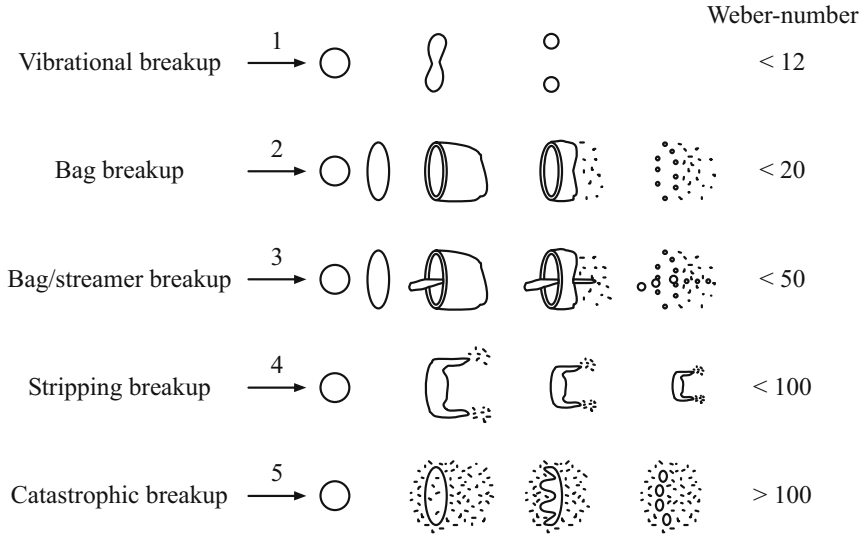 Weber-number
Vibrational breakup 1 < 12
Bag breakup 2 < 20
Bag/streamer breakup 3 < 50
Stripping breakup 4 < 100
Catastrophic breakup 5 > 100